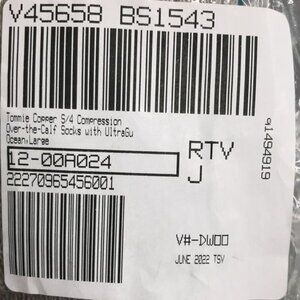 V45658 BS1543
Tommie Copper S/4 Compression
Over-the-Calf Socks with UltraGu
Ocean,Large
12-00A024
22270965456001
RTV
J
91494919
V#-DW00
JUNE 2022 TSV